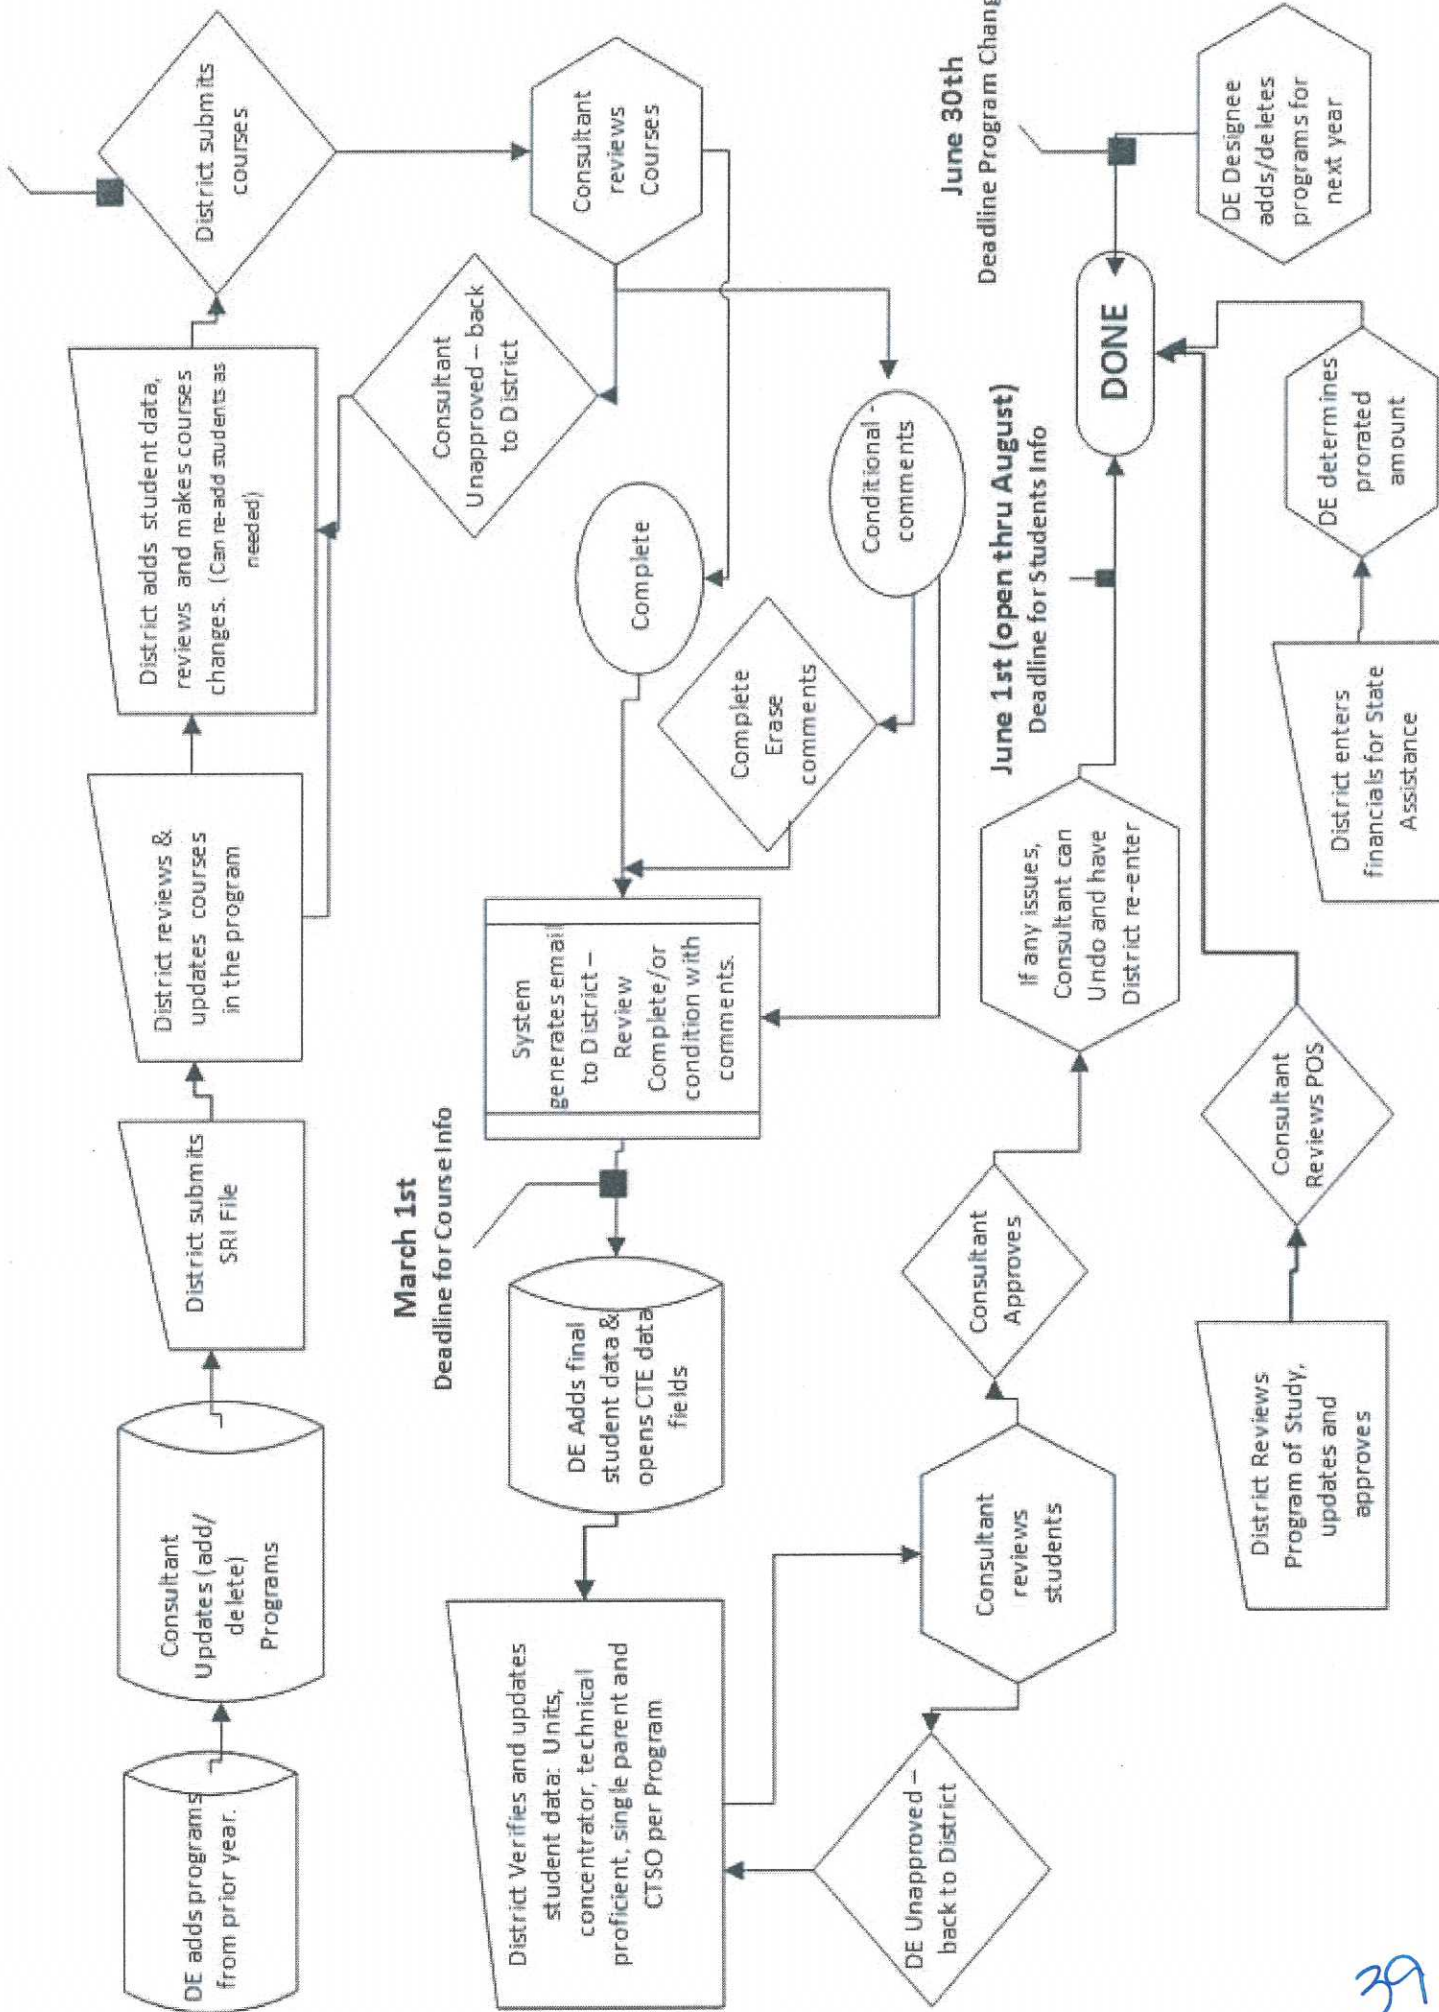 DE adds programs
from prior year.
Consultant
Updates (add/
delete)
Programs
District submits
SRI File
District reviews &
updates courses
in the program
District adds student data,
reviews and makes courses
changes. (Can re-add students as
needed)
District submits
courses
Consultant
reviews
Courses
Consultant
Unapproved – back
to District
Complete
Conditional -
comments
Complete
Erase
comments
System
generates email
to District –
Review
Complete/or
condition with
comments.
March 1st
Deadline for Course Info
DE Adds final
student data &
opens CTE data
fields
District Verifies and updates
student data: Units,
concentrator, technical
proficient, single parent and
CTSO per Program
Consultant
reviews
students
DE Unapproved –
back to District
Consultant
Approves
If any issues,
Consultant can
Undo and have
District re-enter
June 1st (open thru August)
Deadline for Students Info
DONE
June 30th
Deadline Program Chang
DE Designee
adds/deletes
programs for
next year
District Reviews
Program of Study,
updates and
approves
Consultant
Reviews POS
District enters
financials for State
Assistance
DE determines
prorated
amount
39